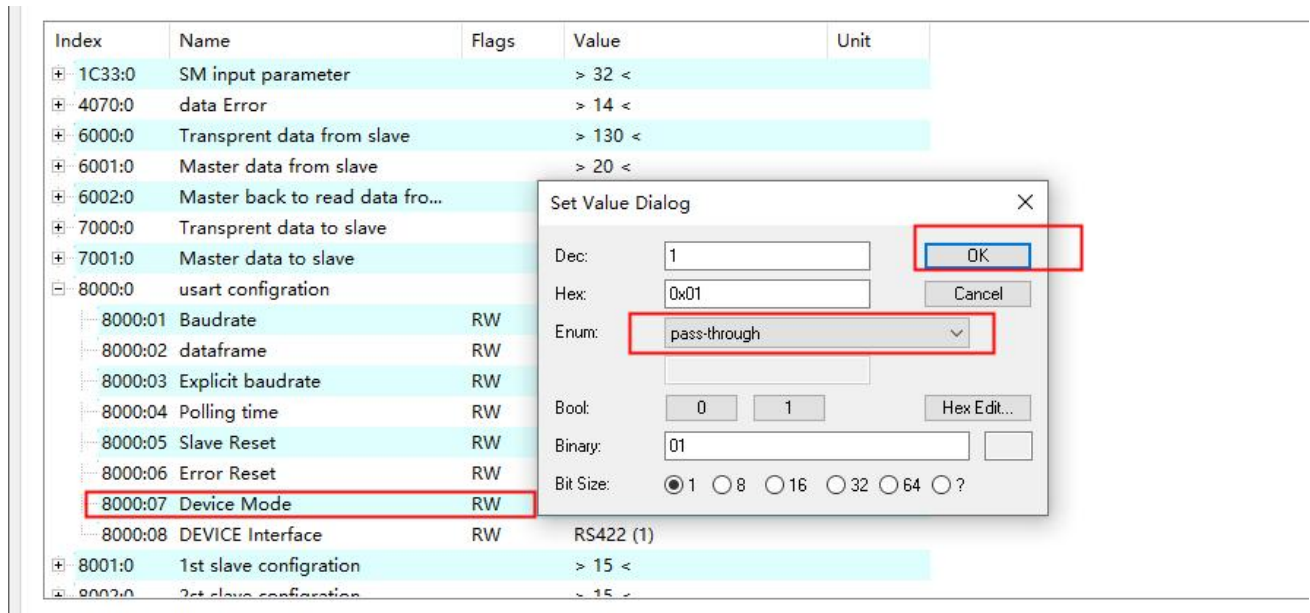 Index Name Flags Value Unit
1C33:0 SM input parameter > 32 <
4070:0 data Error > 14 <
6000:0 Transprent data from slave > 130 <
6001:0 Master data from slave > 20 <
6002:0 Master back to read data fro...
7000:0 Transprent data to slave
7001:0 Master data to slave
8000:0 usart configration
8000:01 Baudrate RW
8000:02 dataframe RW
8000:03 Explicit baudrate RW
8000:04 Polling time RW
8000:05 Slave Reset RW
8000:06 Error Reset RW
8000:07 Device Mode RW
8000:08 DEVICE Interface RW RS422 (1)
8001:0 1st slave configration > 15 <
8002:0 2st slave configration > 15 <
Set Value Dialog
Dec: 1 OK
Hex: 0x01 Cancel
Enum: pass-through
Bool: 0 1 Hex Edit...
Binary: 01
Bit Size: 1 8 16 32 64 ?